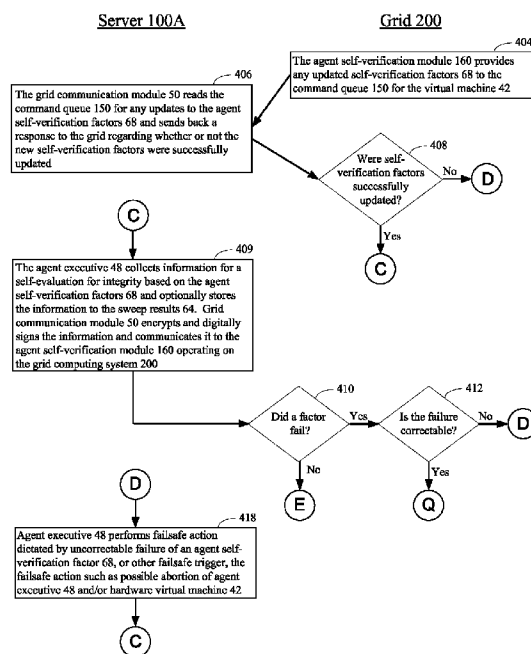 Server 100A
Grid 200
404
The agent self-verification module 160 provides
any updated self-verification factors 68 to the
command queue 150 for the virtual machine 42
406
The grid communication module 50 reads the
command queue 150 for any updates to the agent
self-verification factors 68 and sends back a
response to the grid regarding whether or not the
new self-verification factors were successfully
updated
408
Were self-
verification factors
successfully
updated?
No
D
Yes
C
C
409
The agent executive 48 collects information for a
self-evaluation for integrity based on the agent
self-verification factors 68 and optionally stores
the information to the sweep results 64. Grid
communication module 50 encrypts and digitally
signs the information and communicates it to the
agent self-verification module 160 operating on
the grid computing system 200
410
Did a factor
fail?
Yes
No
E
412
Is the failure
correctable?
No
D
Yes
Q
D
418
Agent executive 48 performs failsafe action
dictated by uncorrectable failure of an agent self-
verification factor 68, or other failsafe trigger, the
failsafe action such as possible abortion of agent
executive 48 and/or hardware virtual machine 42
C